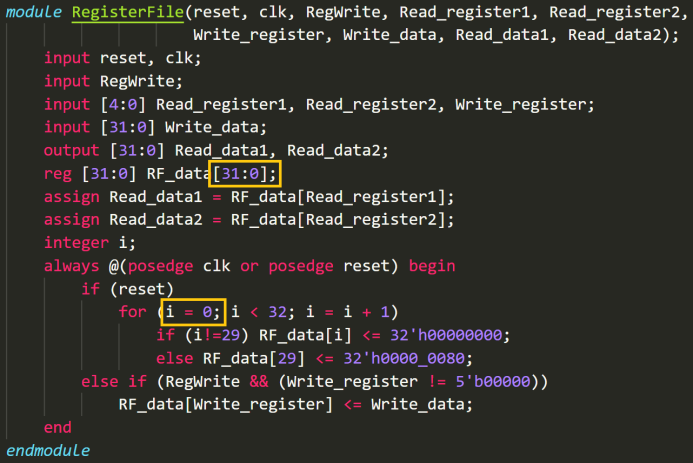 module RegisterFile(reset, clk, RegWrite, Read_register1, Read_register2,
Write_register, Write_data, Read_data1, Read_data2);
input reset, clk;
input RegWrite;
input [4:0] Read_register1, Read_register2, Write_register;
input [31:0] Write_data;
output [31:0] Read_data1, Read_data2;
reg [31:0] RF_data[31:0];
assign Read_data1 = RF_data[Read_register1];
assign Read_data2 = RF_data[Read_register2];
integer i;
always @(posedge clk or posedge reset) begin
if (reset)
for (i = 0; i < 32; i = i + 1)
if (i!=29) RF_data[i] <= 32'h00000000;
else RF_data[29] <= 32'h0000_0080;
else if (RegWrite && (Write_register != 5'b00000))
RF_data[Write_register] <= Write_data;
end
endmodule